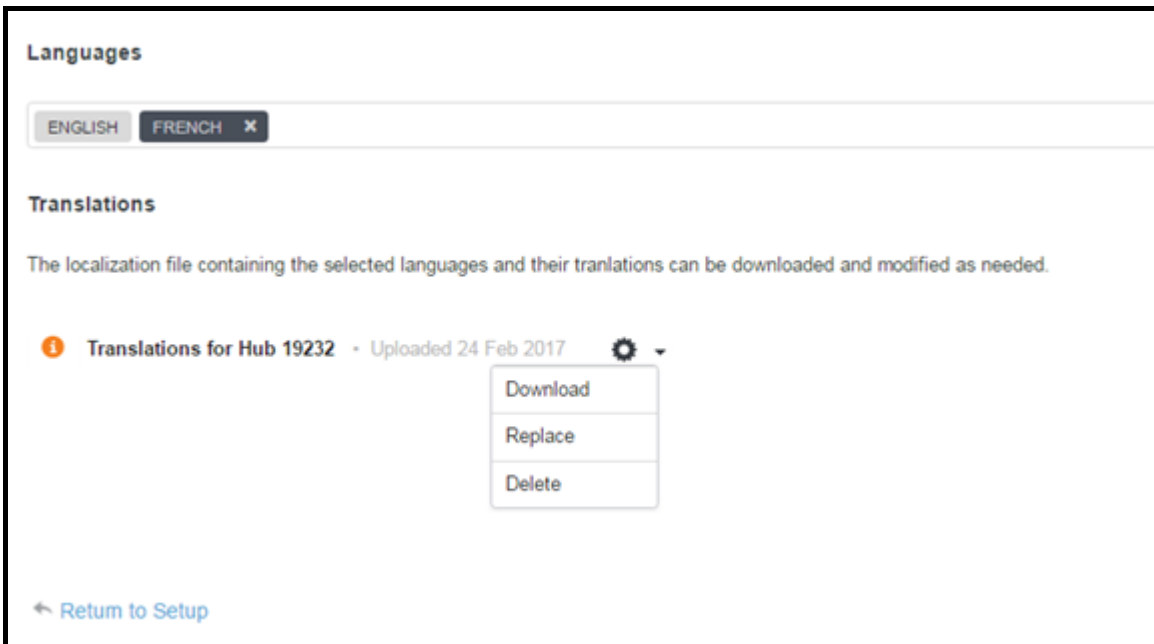 Languages
ENGLISH FRENCH ×
Translations
The localization file containing the selected languages and their tranlations can be downloaded and modified as needed.
Translations for Hub 19232 • Uploaded 24 Feb 2017
Download
Replace
Delete
Return to Setup